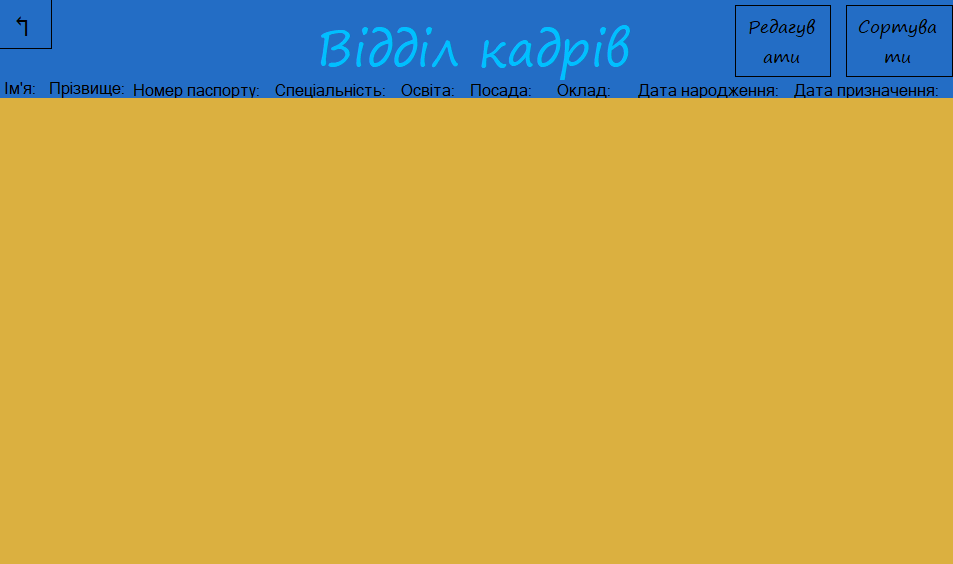 ↰
Відділ кадрів
Редагув
ати
Сортува
ти
Ім'я: Прізвище: Номер паспорту: Спеціальність: Освіта: Посада: Оклад: Дата народження: Дата призначення: